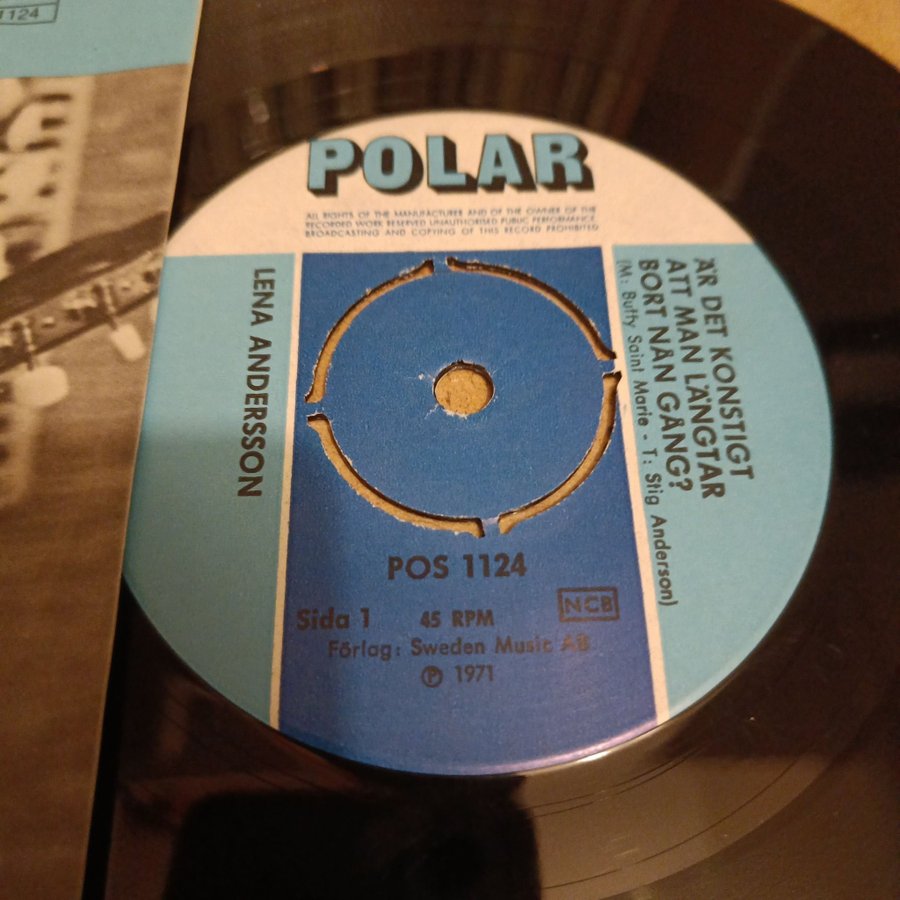 1124
POLAR
ALL RIGHTS OF THE MANUFACTURER AND OF THE OWNER OF THE
RECORDED WORK RESERVED UNAUTHORISED PUBLIC PERFORMANCE
BROADCASTING AND COPYING OF THIS RECORD PROHIBITED
LENA ANDERSSON
ÄR DET KONSTIGT
ATT MAN LÄNGTAR
BORT NÅN GÅNG?
(M: Buffy Saint Marie - T: Stig Anderson)
POS 1124
Sida 1 45 RPM NCB
Förlag: Sweden Music AB
Ⓟ 1971